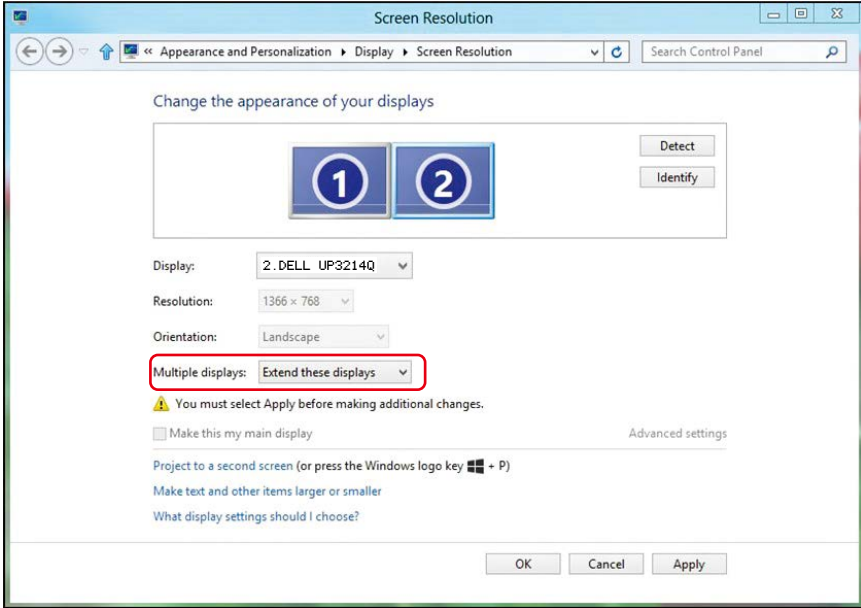 Screen Resolution
« Appearance and Personalization ▸ Display ▸ Screen Resolution
Search Control Panel
Change the appearance of your displays
1 2
Detect
Identify
Display: 2.DELL UP3214Q
Resolution: 1366 × 768
Orientation: Landscape
Multiple displays: Extend these displays
You must select Apply before making additional changes.
Make this my main display Advanced settings
Project to a second screen (or press the Windows logo key + P)
Make text and other items larger or smaller
What display settings should I choose?
OK Cancel Apply